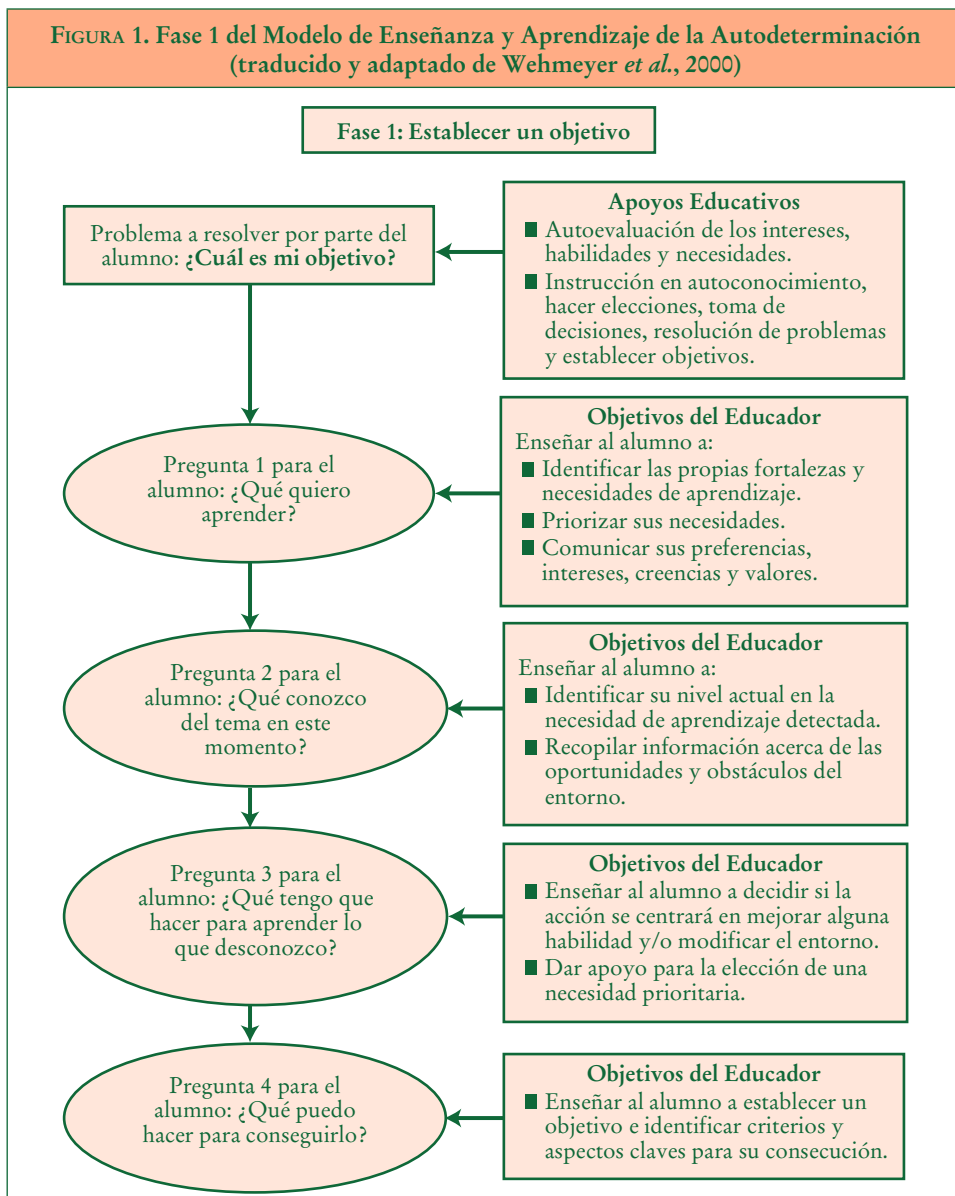 FIGURA 1. Fase 1 del Modelo de Enseñanza y Aprendizaje de la Autodeterminación
(traducido y adaptado de Wehmeyer et al., 2000)
Fase 1: Establecer un objetivo
Problema a resolver por parte del
alumno: ¿Cuál es mi objetivo?
Apoyos Educativos
■ Autoevaluación de los intereses,
habilidades y necesidades.
■ Instrucción en autoconocimiento,
hacer elecciones, toma de
decisiones, resolución de problemas
y establecer objetivos.
Pregunta 1 para el
alumno: ¿Qué quiero
aprender?
Objetivos del Educador
Enseñar al alumno a:
■ Identificar las propias fortalezas y
necesidades de aprendizaje.
■ Priorizar sus necesidades.
■ Comunicar sus preferencias,
intereses, creencias y valores.
Pregunta 2 para el
alumno: ¿Qué conozco
del tema en este
momento?
Objetivos del Educador
Enseñar al alumno a:
■ Identificar su nivel actual en la
necesidad de aprendizaje detectada.
■ Recopilar información acerca de las
oportunidades y obstáculos del
entorno.
Pregunta 3 para el
alumno: ¿Qué tengo que
hacer para aprender lo
que desconozco?
Objetivos del Educador
■ Enseñar al alumno a decidir si la
acción se centrará en mejorar alguna
habilidad y/o modificar el entorno.
■ Dar apoyo para la elección de una
necesidad prioritaria.
Pregunta 4 para el
alumno: ¿Qué puedo
hacer para conseguirlo?
Objetivos del Educador
■ Enseñar al alumno a establecer un
objetivo e identificar criterios y
aspectos claves para su consecución.